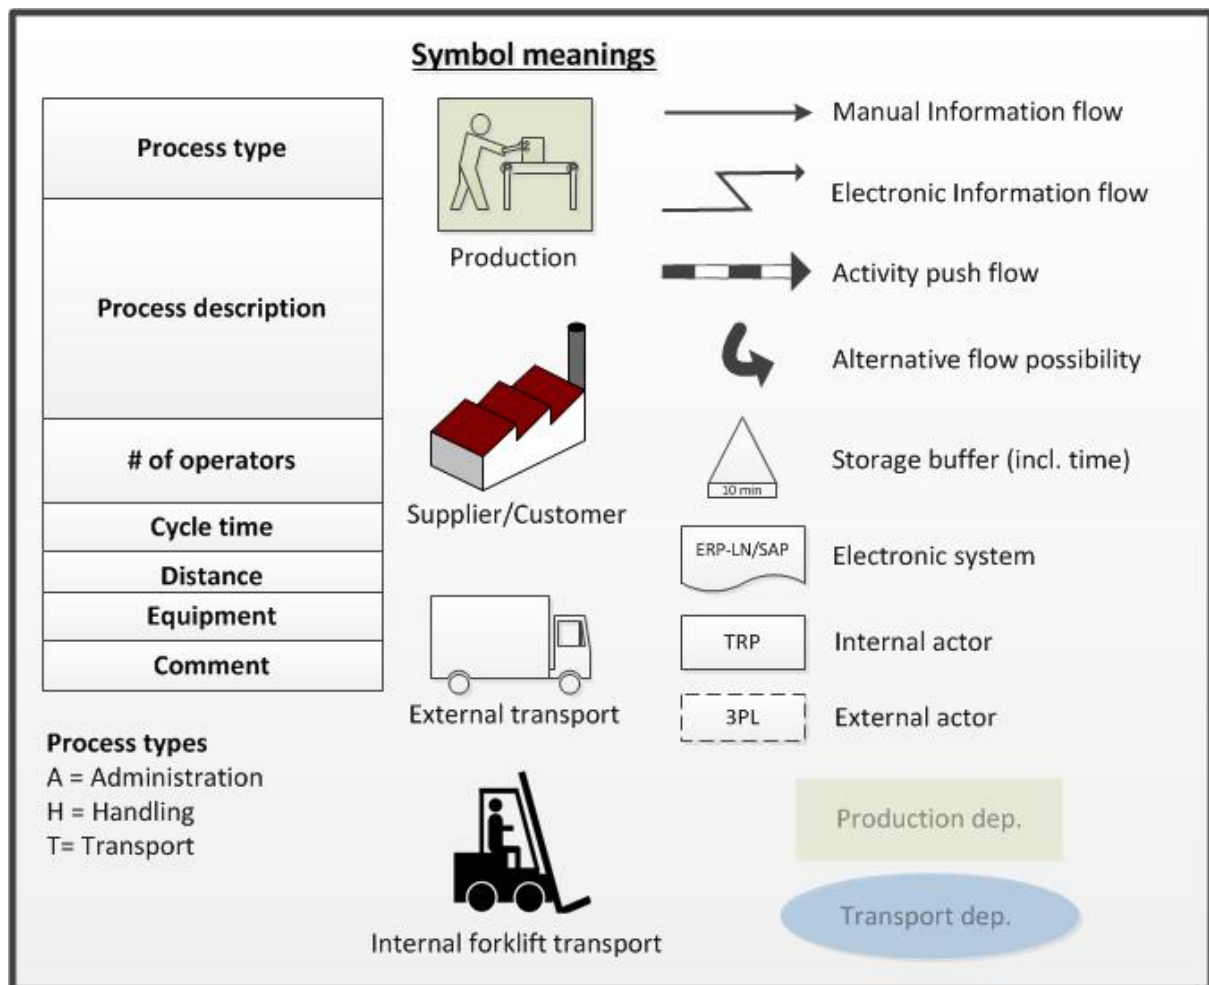 Symbol meanings
Process type
Process description
# of operators
Cycle time
Distance
Equipment
Comment
Process types
A = Administration
H = Handling
T= Transport
Production
Supplier/Customer
External transport
Internal forklift transport
Manual Information flow
Electronic Information flow
Activity push flow
Alternative flow possibility
10 min
Storage buffer (incl. time)
ERP-LN/SAP
Electronic system
TRP
Internal actor
3PL
External actor
Production dep.
Transport dep.